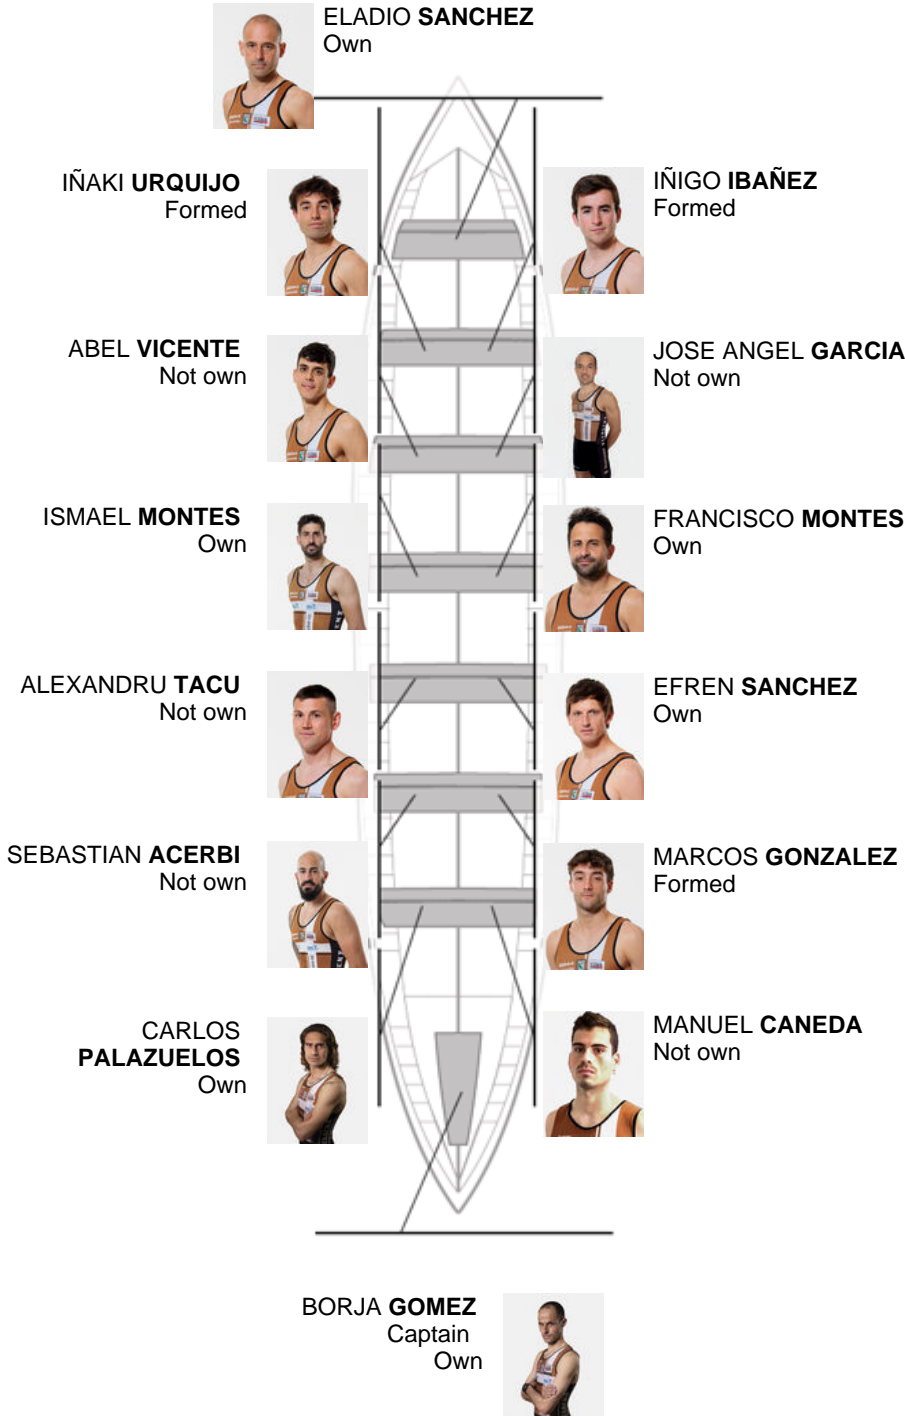 ELADIO SANCHEZ
Own
IÑAKI URQUIJO
Formed
IÑIGO IBAÑEZ
Formed
ABEL VICENTE
Not own
JOSE ANGEL GARCIA
Not own
ISMAEL MONTES
Own
FRANCISCO MONTES
Own
ALEXANDRU TACU
Not own
EFREN SANCHEZ
Own
SEBASTIAN ACERBI
Not own
MARCOS GONZALEZ
Formed
CARLOS
PALAZUELOS
Own
MANUEL CANEDA
Not own
BORJA GOMEZ
Captain
Own